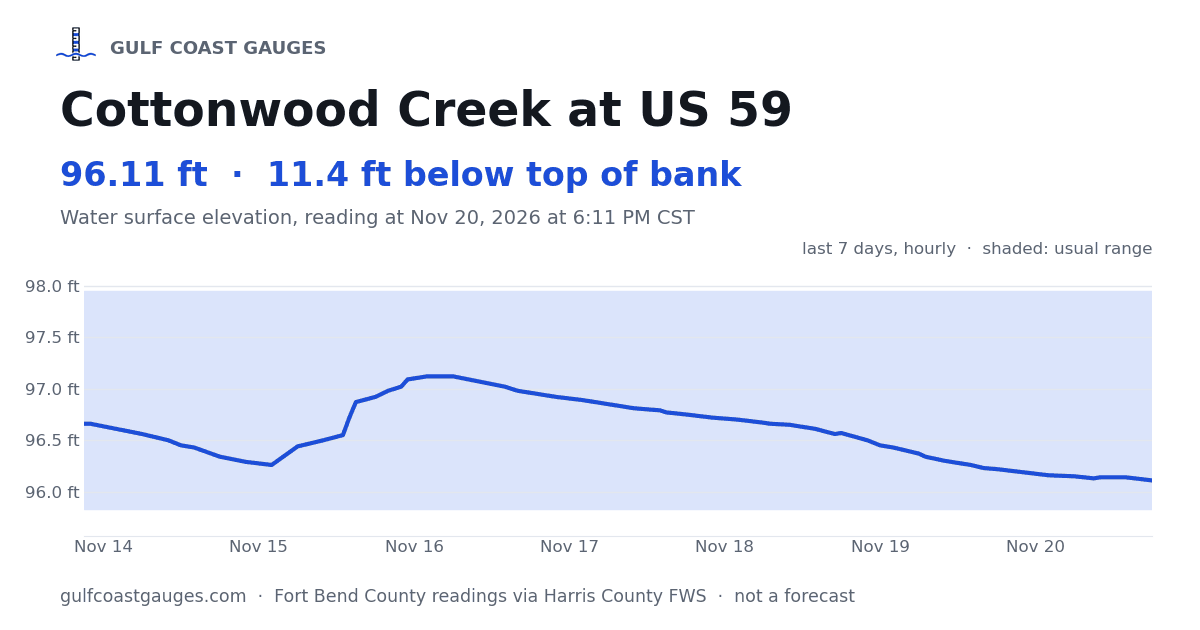 GULF COAST GAUGES
Cottonwood Creek at US 59
96.11 ft · 11.4 ft below top of bank
Water surface elevation, reading at Nov 20, 2026 at 6:11 PM CST
last 7 days, hourly · shaded: usual range
98.0 ft
97.5 ft
97.0 ft
96.5 ft
96.0 ft
Nov 14 Nov 15 Nov 16 Nov 17 Nov 18 Nov 19 Nov 20
gulfcoastgauges.com · Fort Bend County readings via Harris County FWS · not a forecast